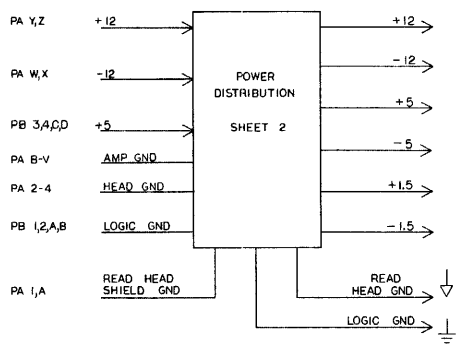 PA Y,Z +12 +12
PA W,X -12 -12
POWER
DISTRIBUTION
SHEET 2
+5
PB 3,4,C,D +5
-5
PA B-V AMP GND
PA 2-4 HEAD GND +1.5
PB 1,2,A,B LOGIC GND -1.5
PA 1,A READ HEAD
SHIELD GND
READ
HEAD GND
LOGIC GND